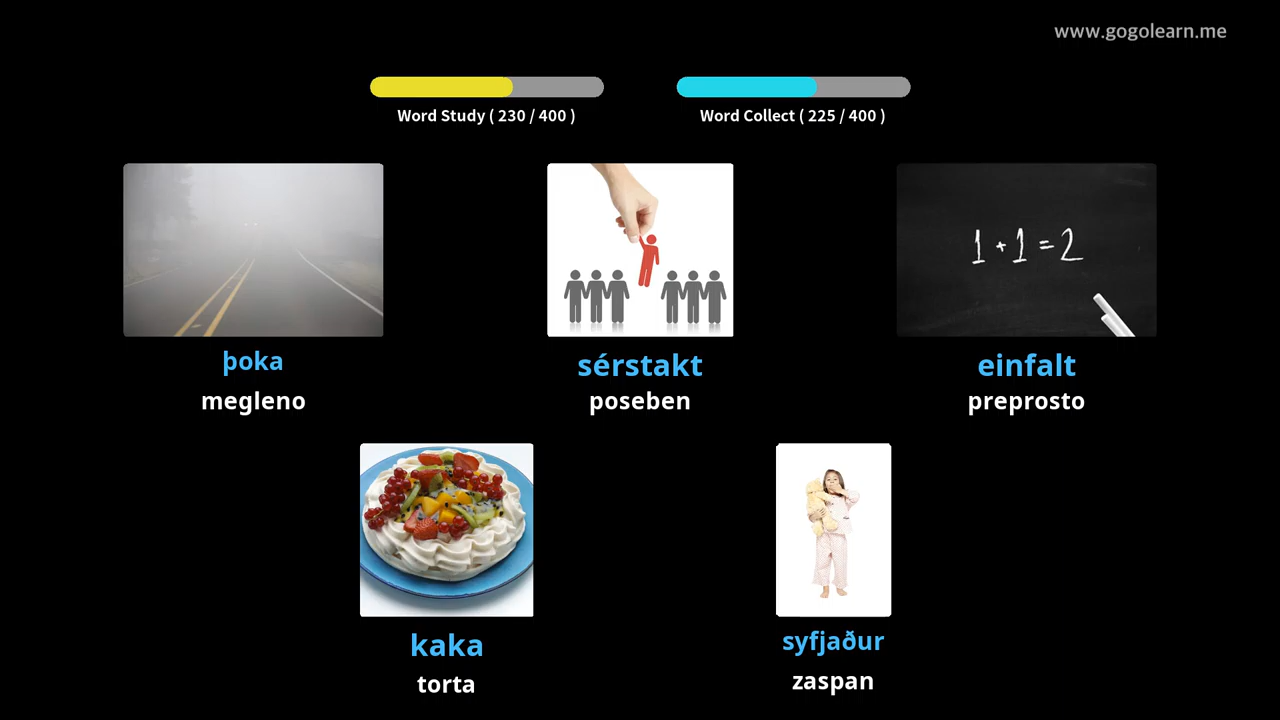 www.gogolearn.me
Word Study ( 230 / 400 )
Word Collect ( 225 / 400 )
1 + 1 = 2
þoka
megleno
sérstakt
poseben
einfalt
preprosto
kaka
torta
syfjaður
zaspan